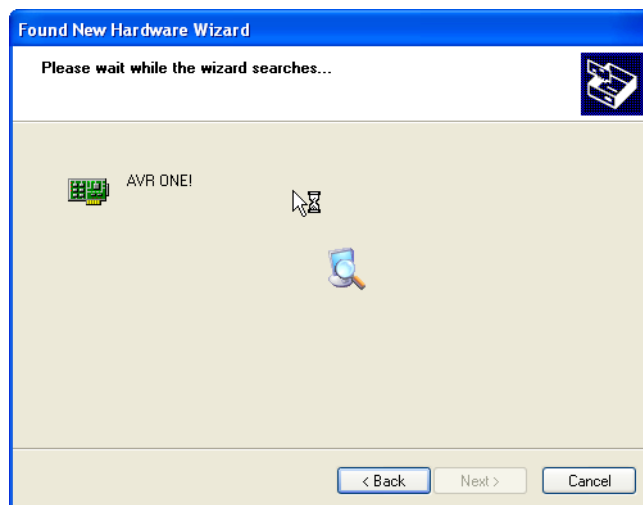 Found New Hardware Wizard
Please wait while the wizard searches...
AVR ONE!
< Back
Next >
Cancel